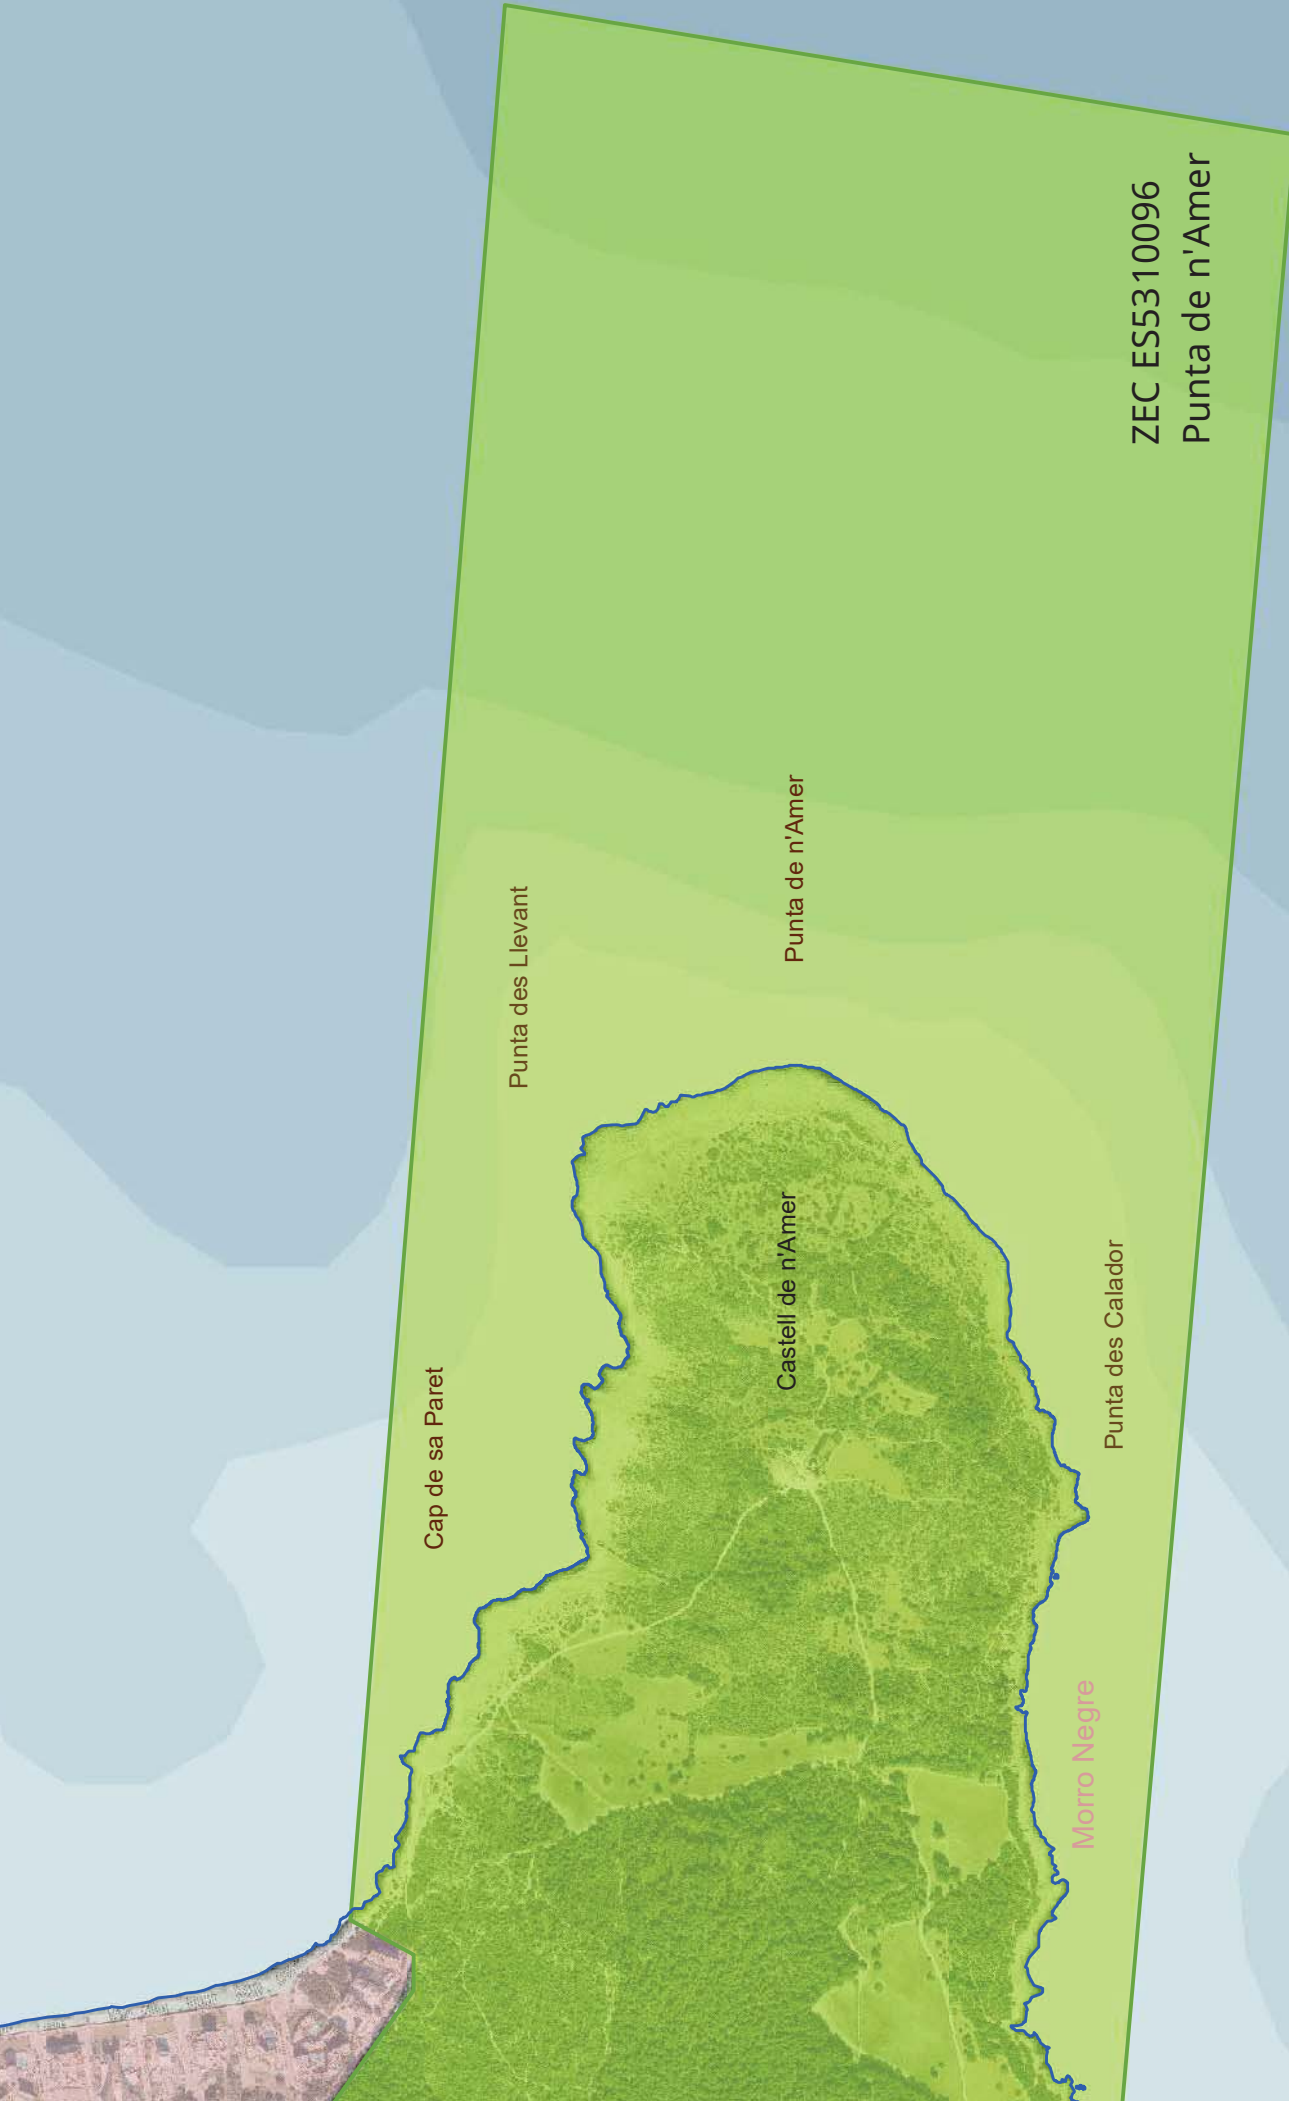 Cap de sa Paret
Punta des Llevant
Castell de n'Amer
Punta de n'Amer
Morro Negre
Punta des Calador
ZEC ES5310096
Punta de n'Amer